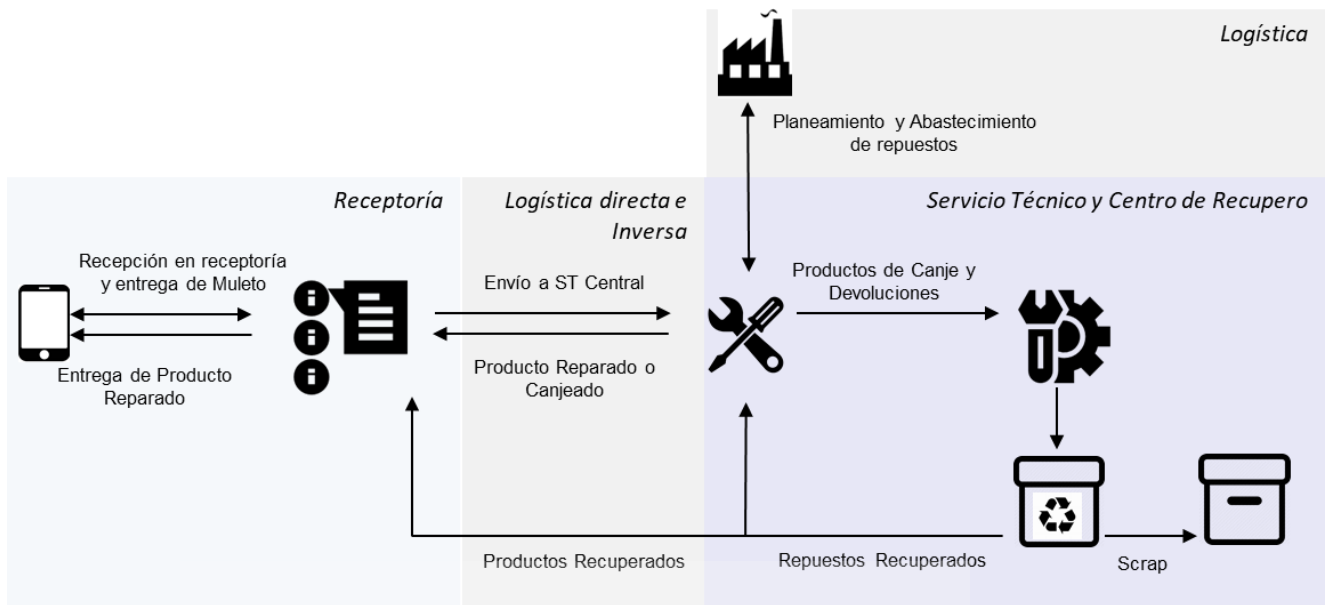 Logística
Planeamiento y Abastecimiento
de repuestos
Receptoría
Logística directa e
Inversa
Servicio Técnico y Centro de Recupero
Recepción en receptoría
y entrega de Muleto
Envío a ST Central
Productos de Canje y
Devoluciones
Entrega de Producto
Reparado
Producto Reparado o
Canjeado
Productos Recuperados
Repuestos Recuperados
Scrap